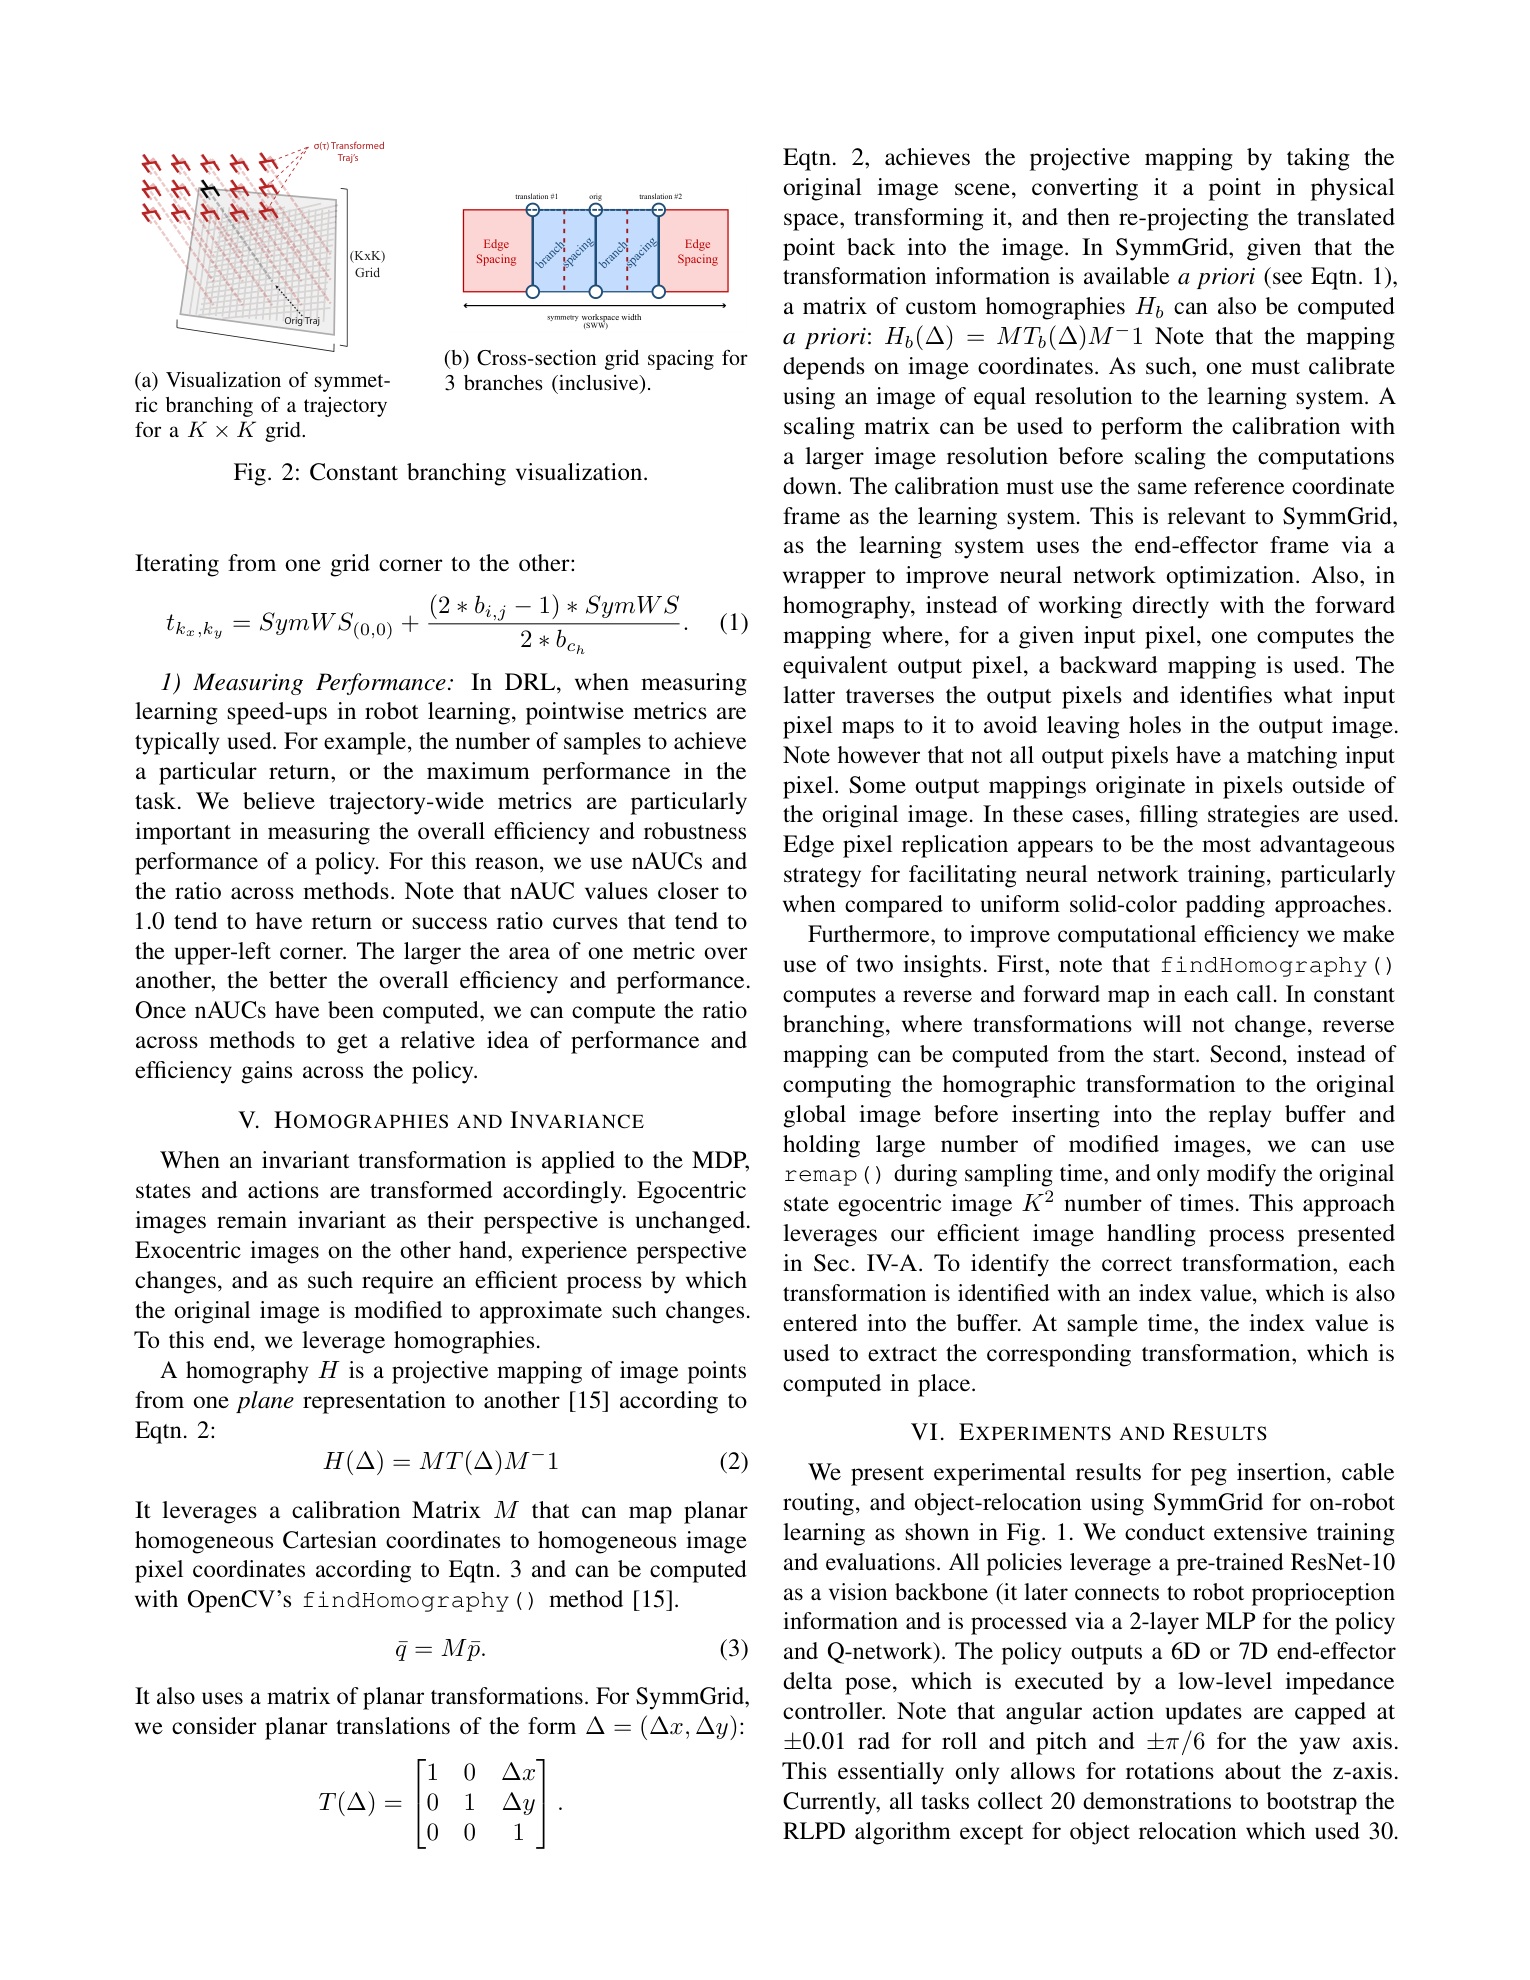 σ(τ) Transformed
Traj's
(KxK)
Grid
Orig Traj
(a) Visualization of symmet-
ric branching of a trajectory
for a K × K grid.
translation #1
orig
translation #2
Edge
Spacing
branch
spacing
branch
spacing
Edge
Spacing
symmetry workspace width
(SWW)
(b) Cross-section grid spacing for
3 branches (inclusive).
Fig. 2: Constant branching visualization.
Iterating from one grid corner to the other:
t_{k_x,k_y} = SymWS_{(0,0)} + \frac{(2 * b_{i,j} − 1) * SymWS}{2 * b_{c_h}}. (1)
1) Measuring Performance: In DRL, when measuring
learning speed-ups in robot learning, pointwise metrics are
typically used. For example, the number of samples to achieve
a particular return, or the maximum performance in the
task. We believe trajectory-wide metrics are particularly
important in measuring the overall efficiency and robustness
performance of a policy. For this reason, we use nAUCs and
the ratio across methods. Note that nAUC values closer to
1.0 tend to have return or success ratio curves that tend to
the upper-left corner. The larger the area of one metric over
another, the better the overall efficiency and performance.
Once nAUCs have been computed, we can compute the ratio
across methods to get a relative idea of performance and
efficiency gains across the policy.
V. HOMOGRAPHIES AND INVARIANCE
When an invariant transformation is applied to the MDP,
states and actions are transformed accordingly. Egocentric
images remain invariant as their perspective is unchanged.
Exocentric images on the other hand, experience perspective
changes, and as such require an efficient process by which
the original image is modified to approximate such changes.
To this end, we leverage homographies.
A homography H is a projective mapping of image points
from one plane representation to another [15] according to
Eqtn. 2:
H(Δ) = MT(Δ)M⁻1 (2)
It leverages a calibration Matrix M that can map planar
homogeneous Cartesian coordinates to homogeneous image
pixel coordinates according to Eqtn. 3 and can be computed
with OpenCV's findHomography() method [15].
q̄ = Mp̄. (3)
It also uses a matrix of planar transformations. For SymmGrid,
we consider planar translations of the form Δ = (Δx, Δy):
T(Δ) = [1 0 Δx
0 1 Δy
0 0 1].
Eqtn. 2, achieves the projective mapping by taking the
original image scene, converting it a point in physical
space, transforming it, and then re-projecting the translated
point back into the image. In SymmGrid, given that the
transformation information is available a priori (see Eqtn. 1),
a matrix of custom homographies H_b can also be computed
a priori: H_b(Δ) = MT_b(Δ)M⁻1 Note that the mapping
depends on image coordinates. As such, one must calibrate
using an image of equal resolution to the learning system. A
scaling matrix can be used to perform the calibration with
a larger image resolution before scaling the computations
down. The calibration must use the same reference coordinate
frame as the learning system. This is relevant to SymmGrid,
as the learning system uses the end-effector frame via a
wrapper to improve neural network optimization. Also, in
homography, instead of working directly with the forward
mapping where, for a given input pixel, one computes the
equivalent output pixel, a backward mapping is used. The
latter traverses the output pixels and identifies what input
pixel maps to it to avoid leaving holes in the output image.
Note however that not all output pixels have a matching input
pixel. Some output mappings originate in pixels outside of
the original image. In these cases, filling strategies are used.
Edge pixel replication appears to be the most advantageous
strategy for facilitating neural network training, particularly
when compared to uniform solid-color padding approaches.
Furthermore, to improve computational efficiency we make
use of two insights. First, note that findHomography()
computes a reverse and forward map in each call. In constant
branching, where transformations will not change, reverse
mapping can be computed from the start. Second, instead of
computing the homographic transformation to the original
global image before inserting into the replay buffer and
holding large number of modified images, we can use
remap() during sampling time, and only modify the original
state egocentric image K² number of times. This approach
leverages our efficient image handling process presented
in Sec. IV-A. To identify the correct transformation, each
transformation is identified with an index value, which is also
entered into the buffer. At sample time, the index value is
used to extract the corresponding transformation, which is
computed in place.
VI. EXPERIMENTS AND RESULTS
We present experimental results for peg insertion, cable
routing, and object-relocation using SymmGrid for on-robot
learning as shown in Fig. 1. We conduct extensive training
and evaluations. All policies leverage a pre-trained ResNet-10
as a vision backbone (it later connects to robot proprioception
information and is processed via a 2-layer MLP for the policy
and Q-network). The policy outputs a 6D or 7D end-effector
delta pose, which is executed by a low-level impedance
controller. Note that angular action updates are capped at
±0.01 rad for roll and pitch and ±π/6 for the yaw axis.
This essentially only allows for rotations about the z-axis.
Currently, all tasks collect 20 demonstrations to bootstrap the
RLPD algorithm except for object relocation which used 30.